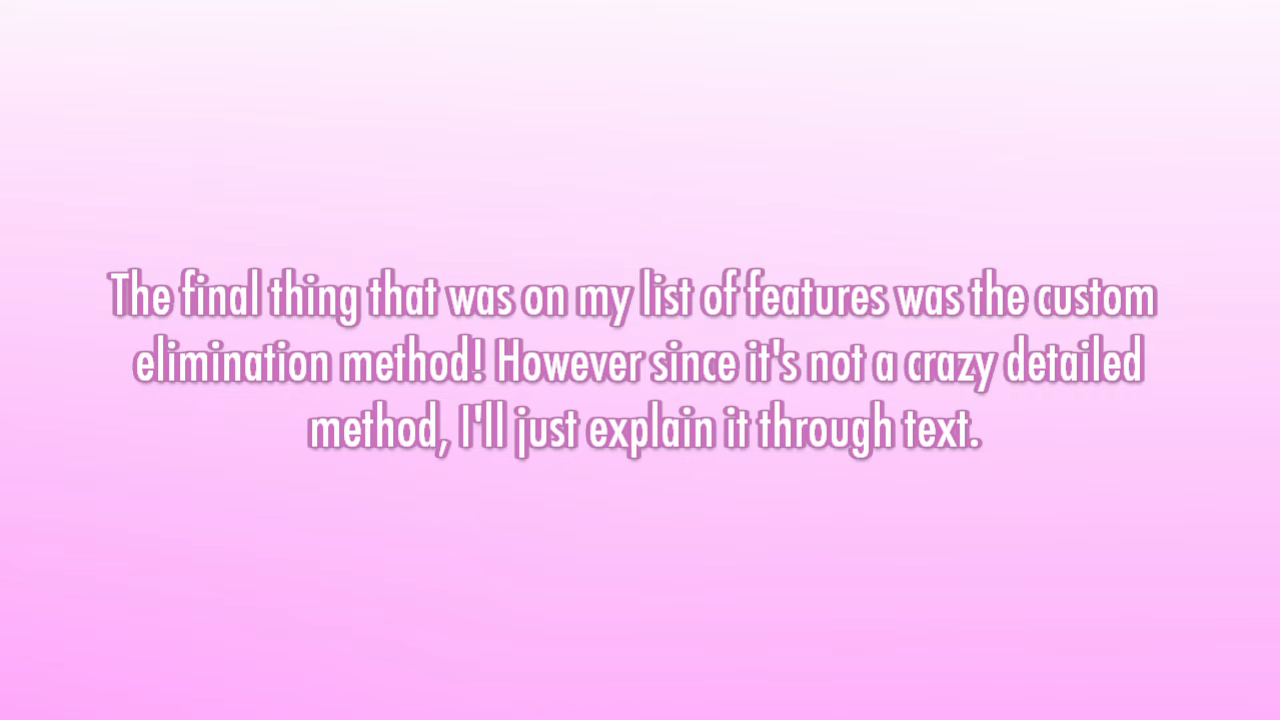 The final thing that was on my list of features was the custom
elimination method! However since it's not a crazy detailed
method, I'll just explain it through text.